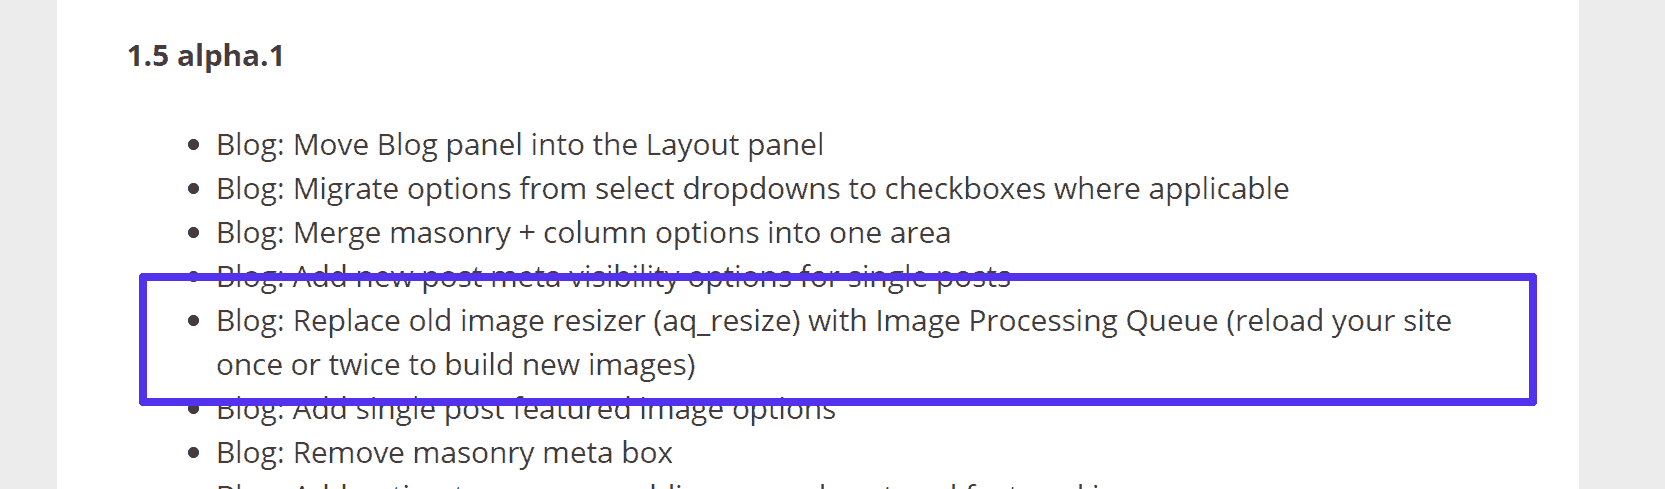 1.5 alpha.1
Blog: Move Blog panel into the Layout panel
Blog: Migrate options from select dropdowns to checkboxes where applicable
Blog: Merge masonry + column options into one area
Blog: Add new post meta visibility options for single posts
Blog: Replace old image resizer (aq_resize) with Image Processing Queue (reload your site
once or twice to build new images)
Blog: Add single post featured image options
Blog: Remove masonry meta box